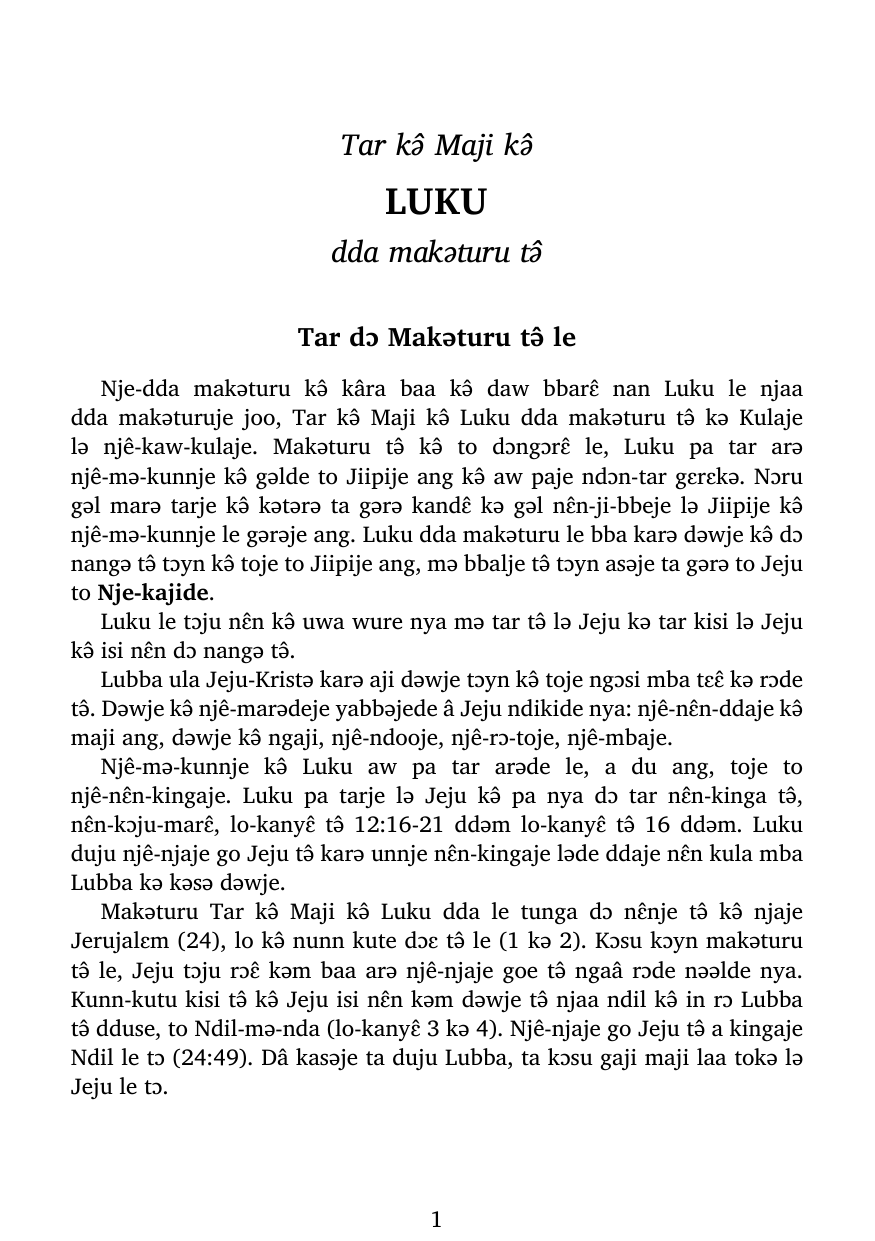 Tar kə̂ Maji kə̂
LUKU
dda makəturu tə̂
Tar dɔ Makəturu tə̂ le
Nje-dda makəturu kə̂ kâra baa kə̂ daw bbarɛ̂ nan Luku le njaa
dda makəturuje joo, Tar kə̂ Maji kə̂ Luku dda makəturu tə̂ kə Kulaje
lə njê-kaw-kulaje. Makəturu tə̂ kə̂ to dɔngɔrɛ̂ le, Luku pa tar arə
njê-mə-kunnje kə̂ gəlde to Jiipije ang kə̂ aw paje ndɔn-tar gɛrɛkə. Nɔru
gəl marə tarje kə̂ kətərə ta gərə kandɛ̂ kə gəl nɛ̂n-ji-bbeje lə Jiipije kə̂
njê-mə-kunnje le gərəje ang. Luku dda makəturu le bba karə dəwje kə̂ dɔ
nangə tə̂ tɔyn kə̂ toje to Jiipije ang, mə bbalje tə̂ tɔyn asəje ta gərə to Jeju
to Nje-kajide.
Luku le tɔju nɛ̂n kə̂ uwa wure nya mə tar tə̂ lə Jeju kə tar kisi lə Jeju
kə̂ isi nɛ̂n dɔ nangə tə̂.
Lubba ula Jeju-Kristə karə aji dəwje tɔyn kə̂ toje ngɔsi mba tɛɛ̂ kə rɔde
tə̂. Dəwje kə̂ njê-marədeje yabbəjede â Jeju ndikide nya: njê-nɛ̂n-ddaje kə̂
maji ang, dəwje kə̂ ngaji, njê-ndooje, njê-rɔ-toje, njê-mbaje.
Njê-mə-kunnje kə̂ Luku aw pa tar arəde le, a du ang, toje to
njê-nɛ̂n-kingaje. Luku pa tarje lə Jeju kə̂ pa nya dɔ tar nɛ̂n-kinga tə̂,
nɛ̂n-kɔju-marɛ̂, lo-kanyɛ̂ tə̂ 12:16-21 ddəm lo-kanyɛ̂ tə̂ 16 ddəm. Luku
duju njê-njaje go Jeju tə̂ karə unnje nɛ̂n-kingaje ləde ddaje nɛ̂n kula mba
Lubba kə kəsə dəwje.
Makəturu Tar kə̂ Maji kə̂ Luku dda le tunga dɔ nɛ̂nje tə̂ kə̂ njaje
Jerujalɛm (24), lo kə̂ nunn kute dɔɛ tə̂ le (1 kə 2). Kɔsu kɔyn makəturu
tə̂ le, Jeju tɔju rɔɛ̂ kəm baa arə njê-njaje goe tə̂ ngaâ rɔde nəəlde nya.
Kunn-kutu kisi tə̂ kə̂ Jeju isi nɛ̂n kəm dəwje tə̂ njaa ndil kə̂ in rɔ Lubba
tə̂ dduse, to Ndil-mə-nda (lo-kanyɛ̂ 3 kə 4). Njê-njaje go Jeju tə̂ a kingaje
Ndil le tɔ (24:49). Dâ kasəje ta duju Lubba, ta kɔsu gaji maji laa tokə lə
Jeju le tɔ.
1